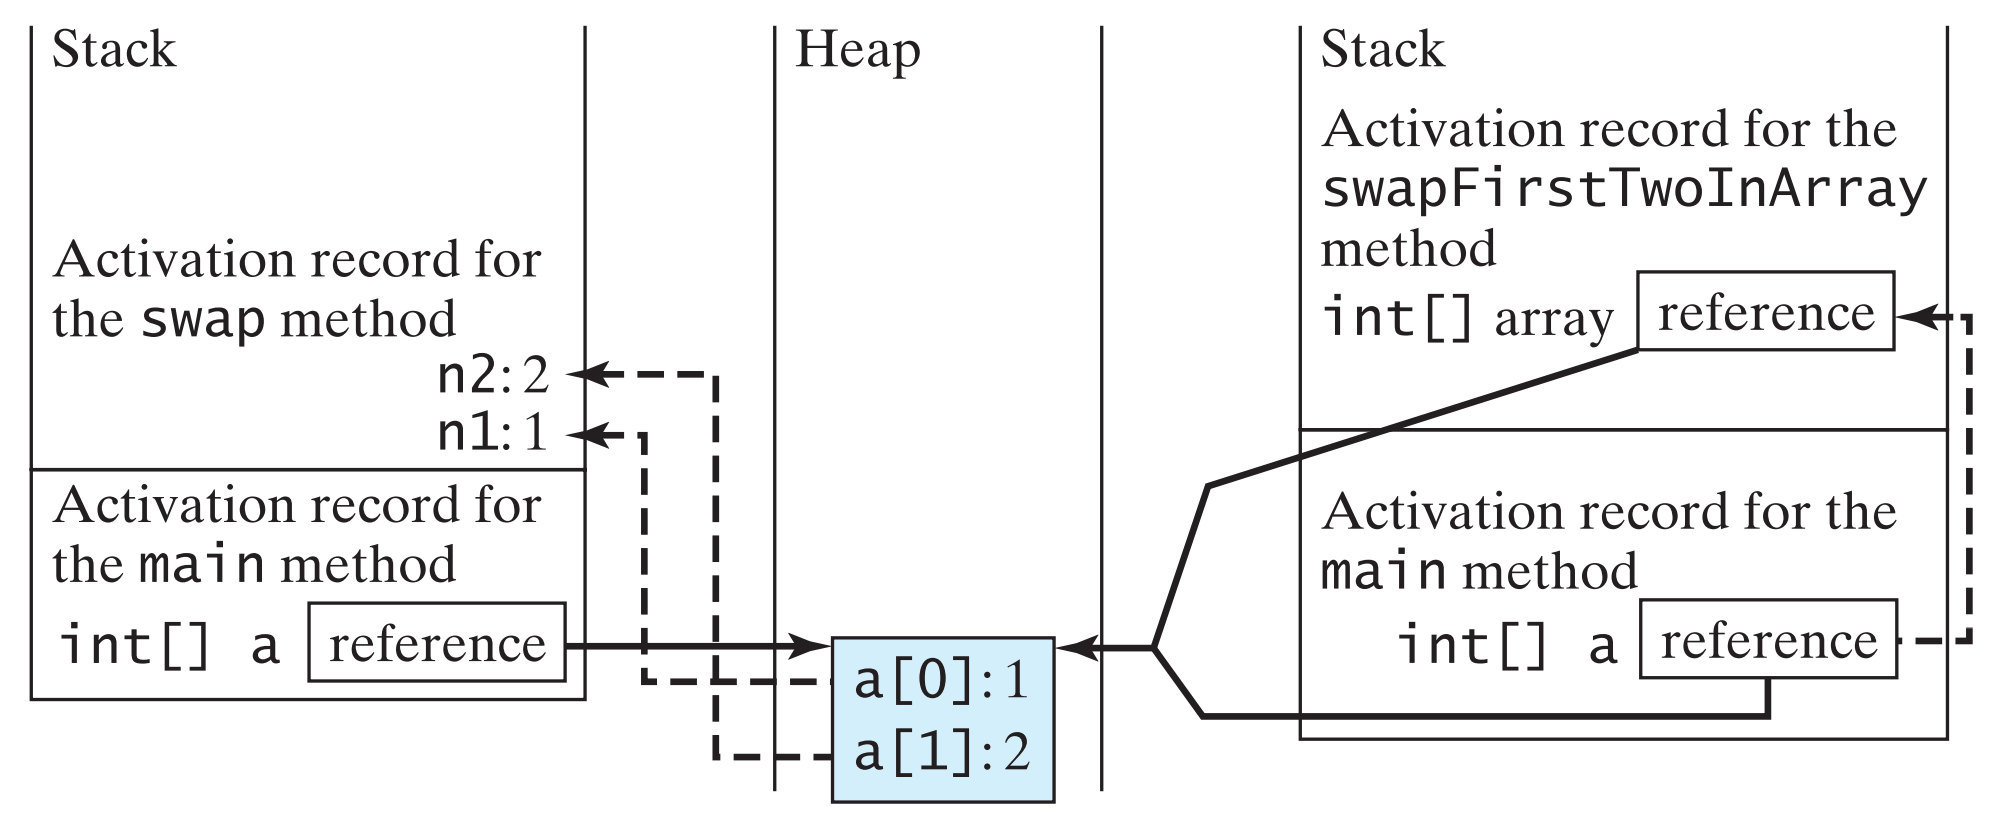 Stack
Activation record for
the swap method
n2: 2
n1: 1
Activation record for
the main method
int[] a reference
Heap
a[0]: 1
a[1]: 2
Stack
Activation record for the
swapFirstTwoInArray
method
int[] array reference
Activation record for the
main method
int[] a reference